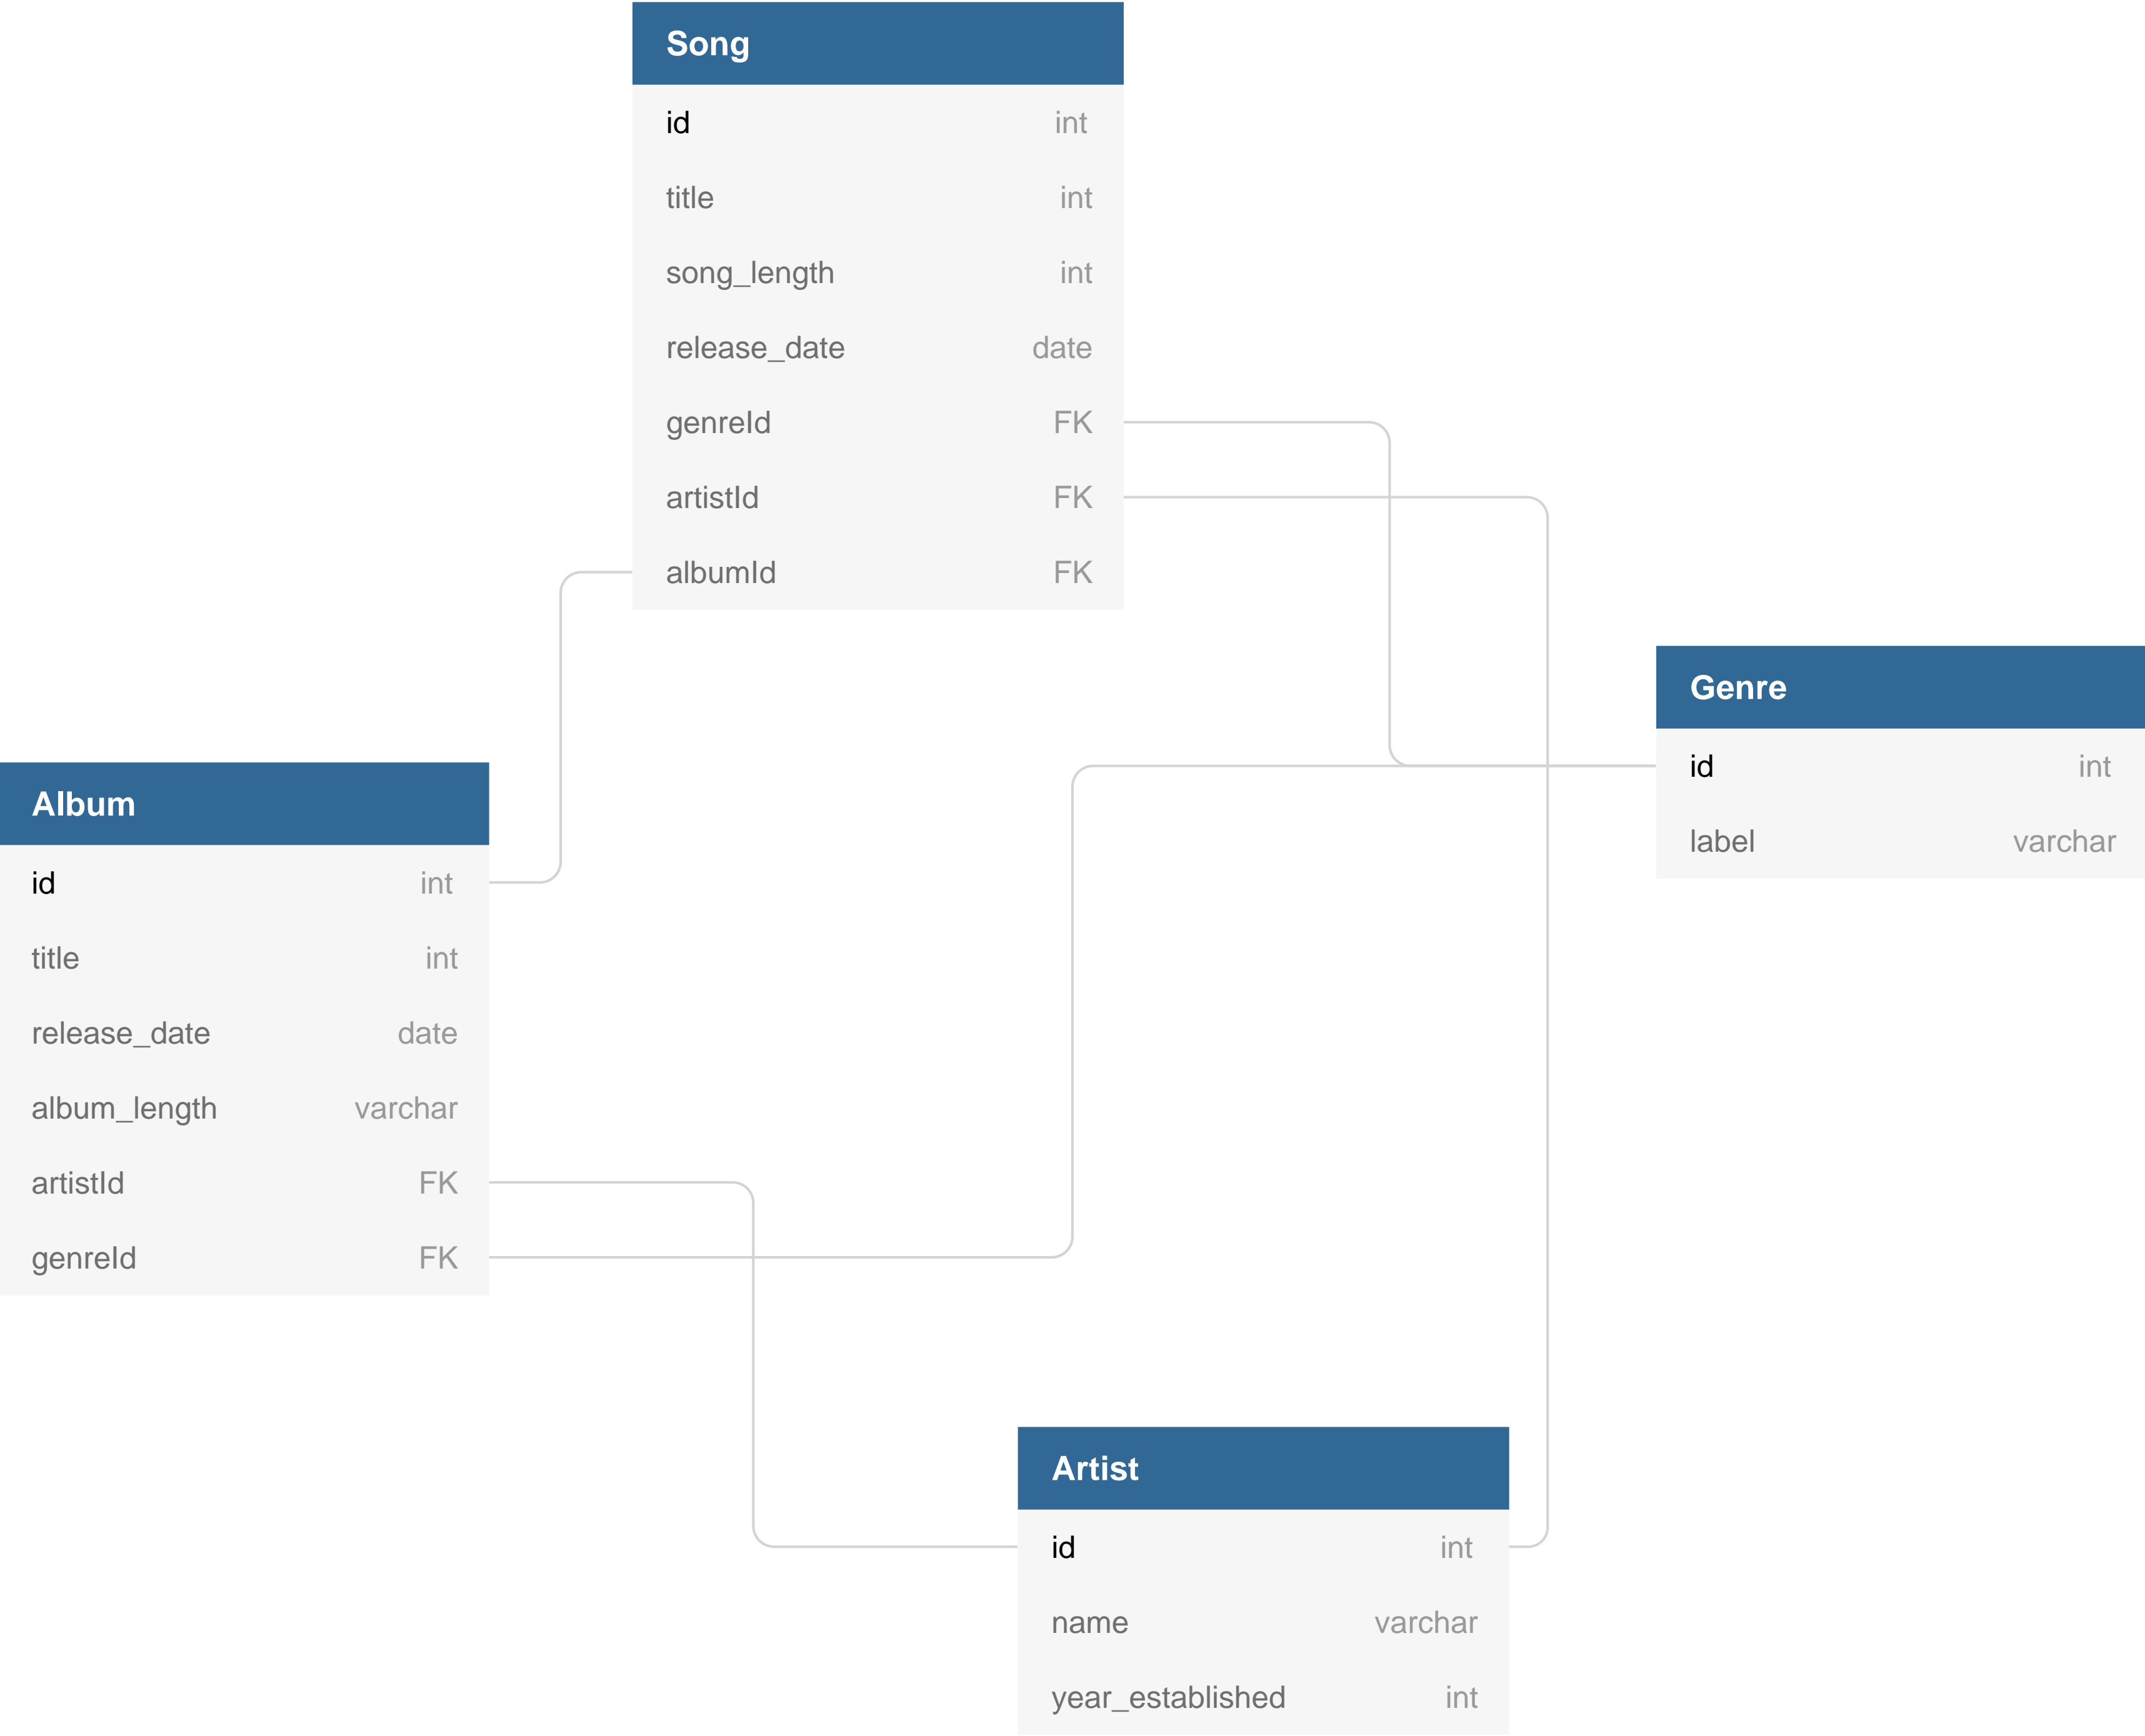 Song
id int
title int
song_length int
release_date date
genreId FK
artistId FK
albumId FK
Genre
id int
label varchar
Album
id int
title int
release_date date
album_length varchar
artistId FK
genreId FK
Artist
id int
name varchar
year_established int